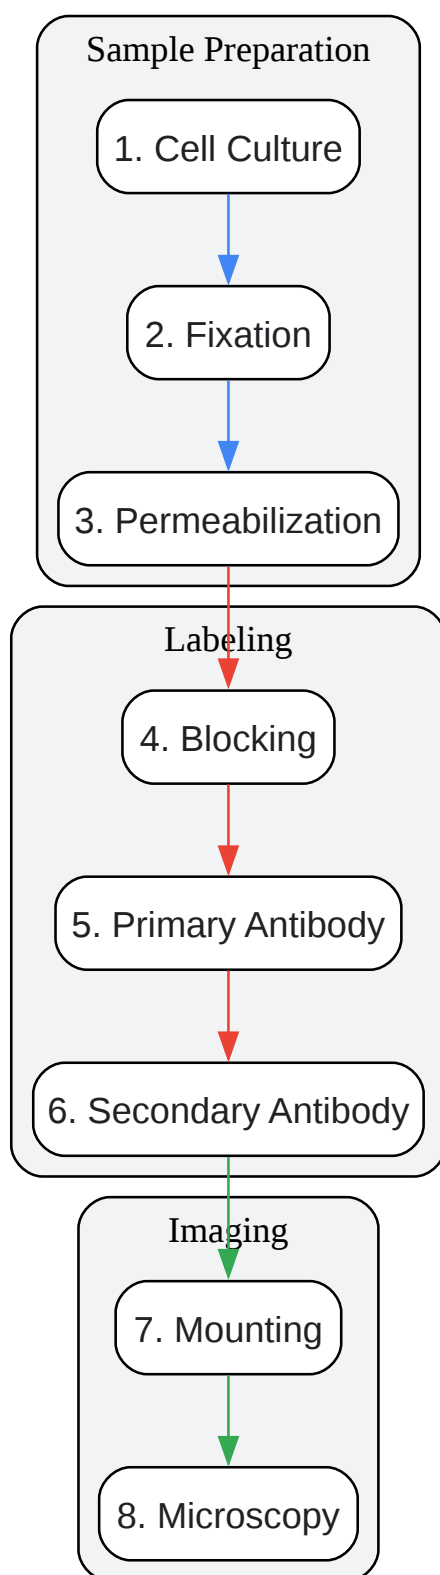 Sample Preparation
1. Cell Culture
2. Fixation
3. Permeabilization
Labeling
4. Blocking
5. Primary Antibody
6. Secondary Antibody
Imaging
7. Mounting
8. Microscopy